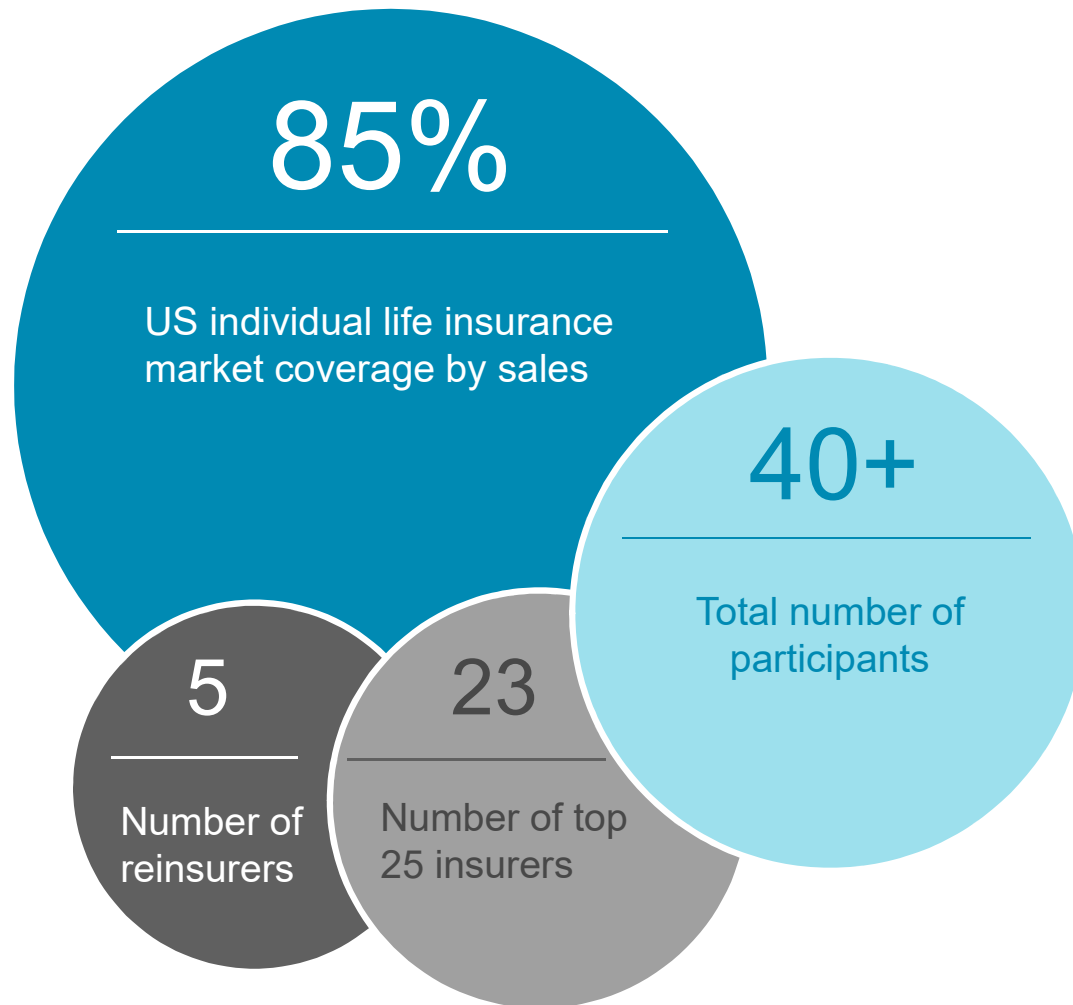 85%
US individual life insurance
market coverage by sales
40+
Total number of
participants
5
Number of
reinsurers
23
Number of top
25 insurers